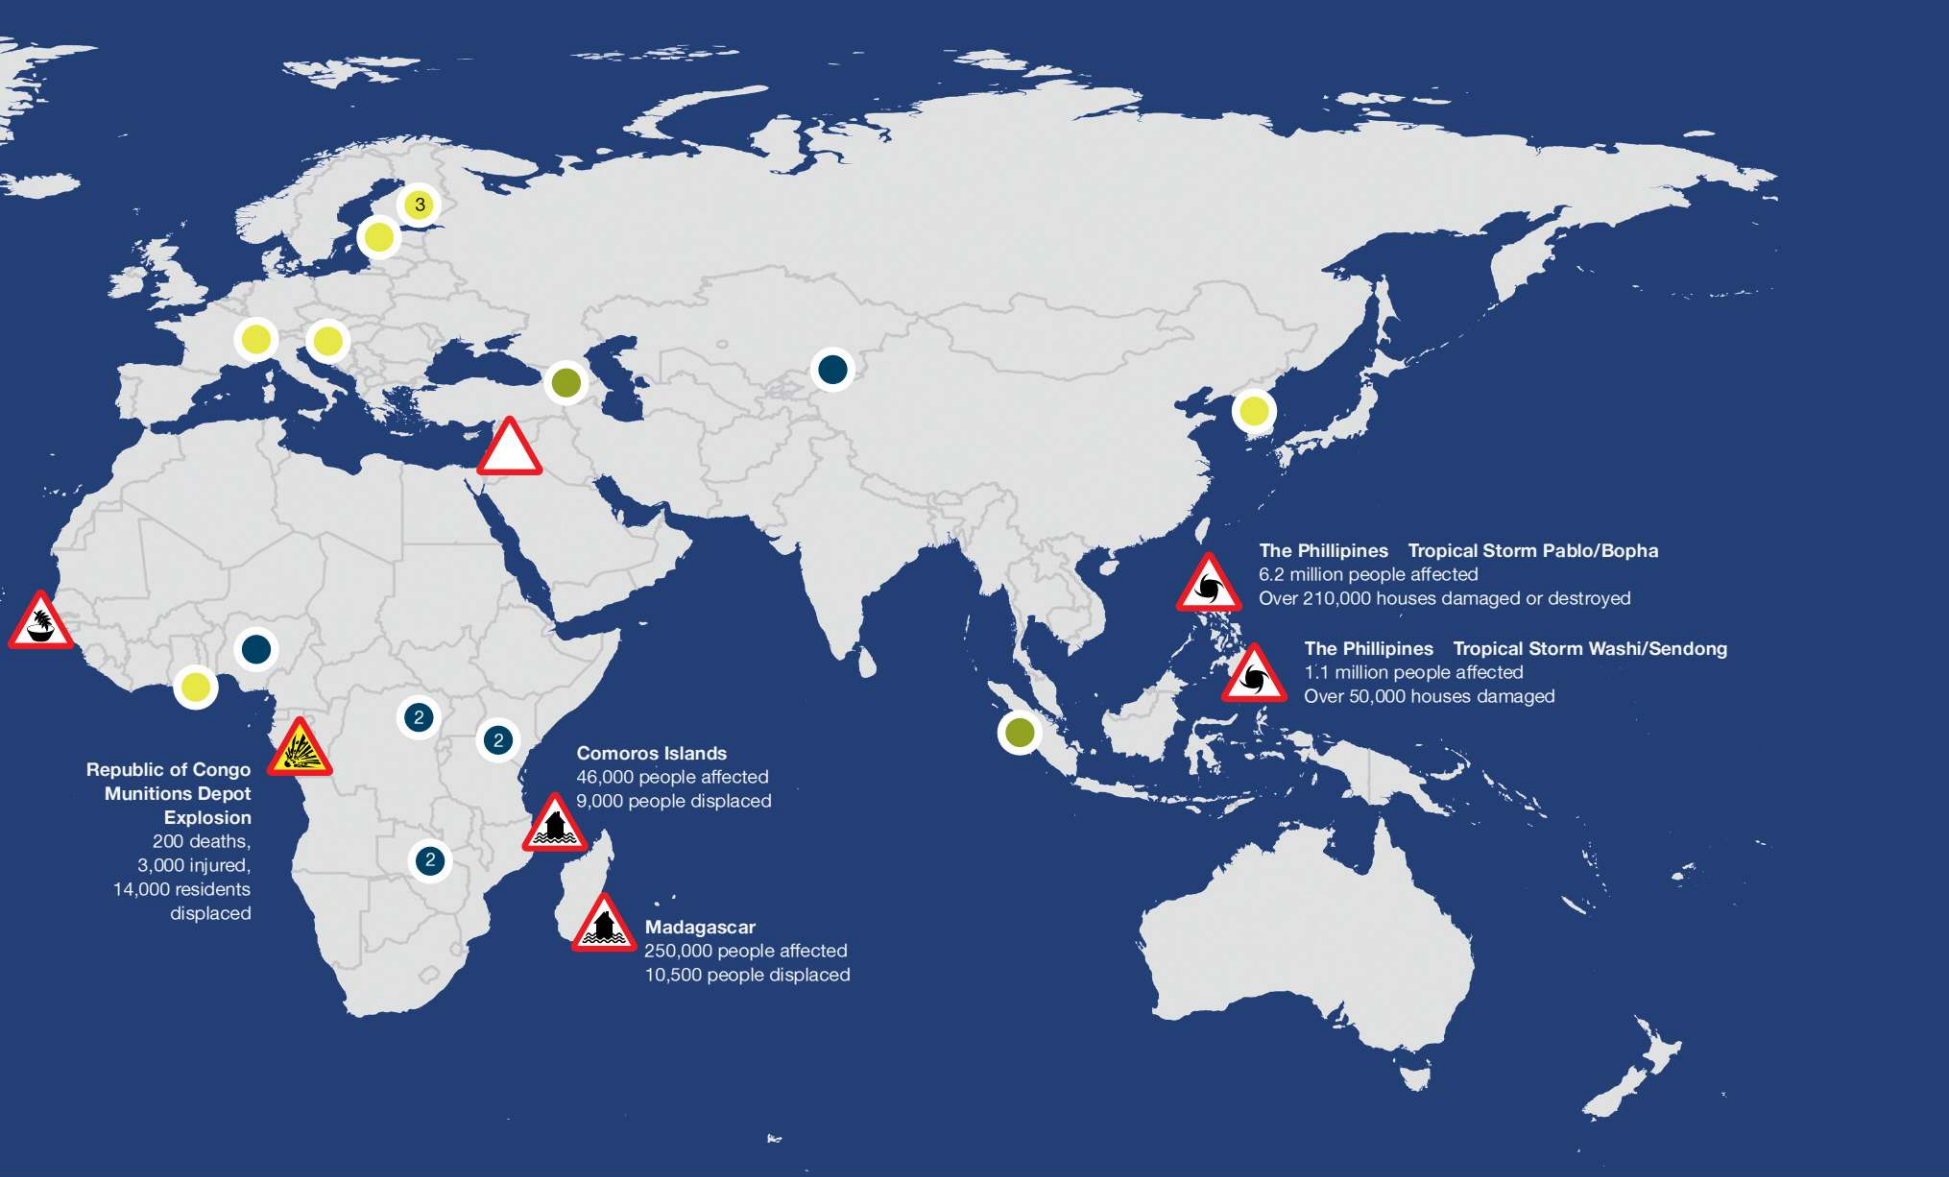 3
The Phillipines Tropical Storm Pablo/Bopha
6.2 million people affected
Over 210,000 houses damaged or destroyed
The Phillipines Tropical Storm Washi/Sendong
1.1 million people affected
Over 50,000 houses damaged
2
2
2
Republic of Congo
Munitions Depot
Explosion
200 deaths,
3,000 injured,
14,000 residents
displaced
Comoros Islands
46,000 people affected
9,000 people displaced
Madagascar
250,000 people affected
10,500 people displaced